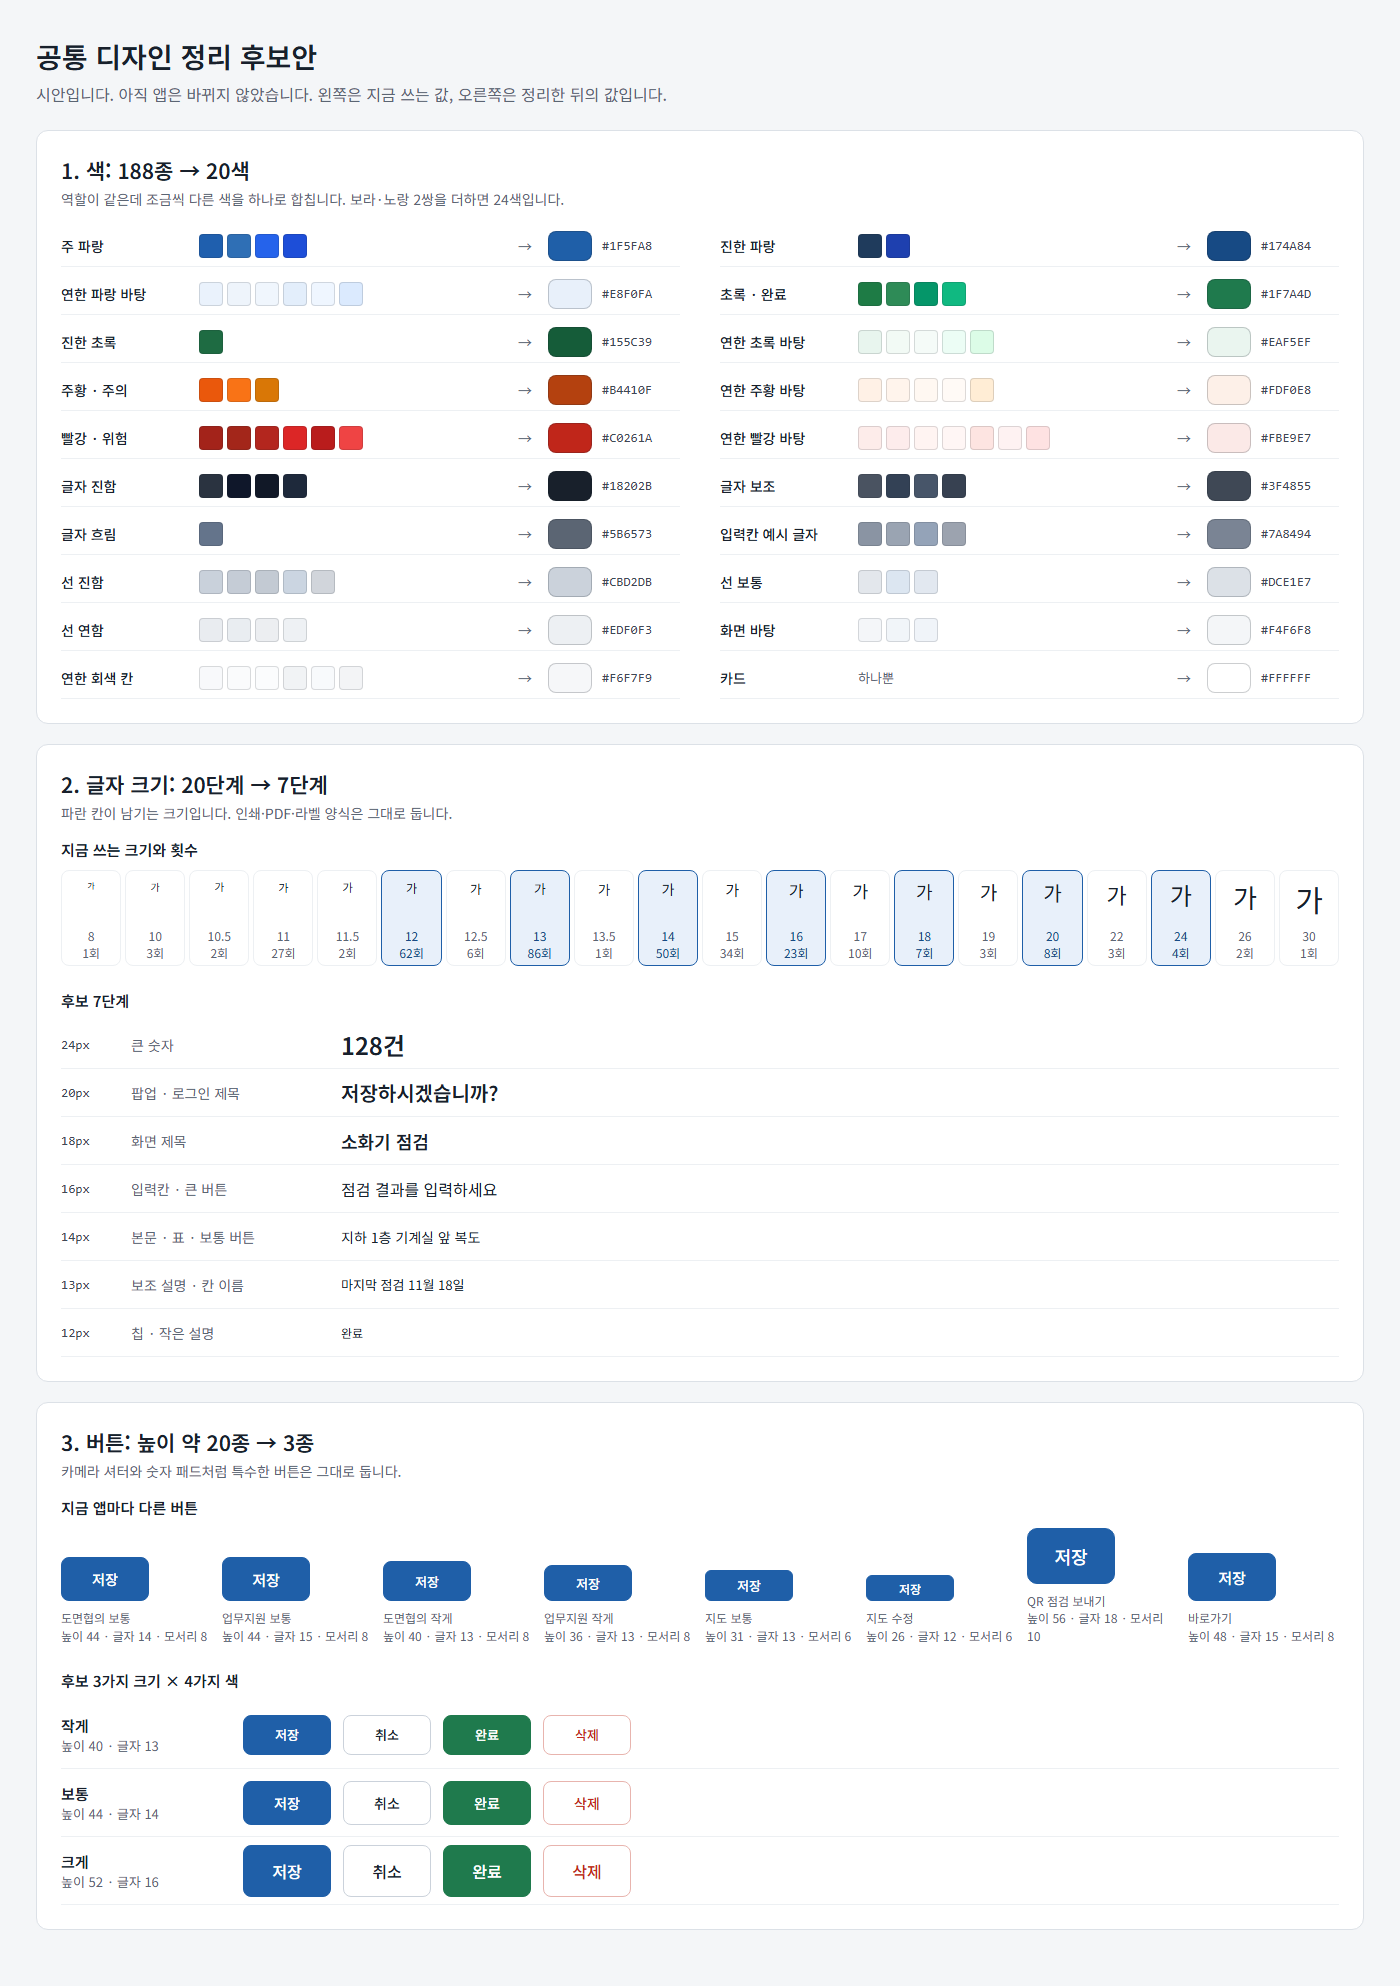 공통 디자인 정리 후보안
시안입니다. 아직 앱은 바뀌지 않았습니다. 왼쪽은 지금 쓰는 값, 오른쪽은 정리한 뒤의 값입니다.
1. 색: 188종 → 20색
역할이 같은데 조금씩 다른 색을 하나로 합칩니다. 보라·노랑 2쌍을 더하면 24색입니다.
주 파랑 → #1F5FA8
진한 파랑 → #174A84
연한 파랑 바탕 → #E8F0FA
초록 · 완료 → #1F7A4D
진한 초록 → #155C39
연한 초록 바탕 → #EAF5EF
주황 · 주의 → #B4410F
연한 주황 바탕 → #FDF0E8
빨강 · 위험 → #C0261A
연한 빨강 바탕 → #FBE9E7
글자 진함 → #18202B
글자 보조 → #3F4855
글자 흐림 → #5B6573
입력칸 예시 글자 → #7A8494
선 진함 → #CBD2DB
선 보통 → #DCE1E7
선 연함 → #EDF0F3
화면 바탕 → #F4F6F8
연한 회색 칸 → #F6F7F9
카드 하나뿐 → #FFFFFF
2. 글자 크기: 20단계 → 7단계
파란 칸이 남기는 크기입니다. 인쇄·PDF·라벨 양식은 그대로 둡니다.
지금 쓰는 크기와 횟수
가 가 가 가 가 가 가 가 가 가 가 가 가 가 가 가 가 가 가 가
8 10 10.5 11 11.5 12 12.5 13 13.5 14 15 16 17 18 19 20 22 24 26 30
1회 3회 2회 27회 2회 62회 6회 86회 1회 50회 34회 23회 10회 7회 3회 8회 3회 4회 2회 1회
후보 7단계
24px 큰 숫자 128건
20px 팝업 · 로그인 제목 저장하시겠습니까?
18px 화면 제목 소화기 점검
16px 입력칸 · 큰 버튼 점검 결과를 입력하세요
14px 본문 · 표 · 보통 버튼 지하 1층 기계실 앞 복도
13px 보조 설명 · 칸 이름 마지막 점검 11월 18일
12px 칩 · 작은 설명 완료
3. 버튼: 높이 약 20종 → 3종
카메라 셔터와 숫자 패드처럼 특수한 버튼은 그대로 둡니다.
지금 앱마다 다른 버튼
저장
도면협의 보통
높이 44 · 글자 14 · 모서리 8
저장
업무지원 보통
높이 44 · 글자 15 · 모서리 8
저장
도면협의 작게
높이 40 · 글자 13 · 모서리 8
저장
업무지원 작게
높이 36 · 글자 13 · 모서리 8
저장
지도 보통
높이 31 · 글자 13 · 모서리 6
저장
지도 수정
높이 26 · 글자 12 · 모서리 6
저장
QR 점검 보내기
높이 56 · 글자 18 · 모서리
10
저장
바로가기
높이 48 · 글자 15 · 모서리 8
후보 3가지 크기 × 4가지 색
작게
높이 40 · 글자 13
저장 취소 완료 삭제
보통
높이 44 · 글자 14
저장 취소 완료 삭제
크게
높이 52 · 글자 16
저장 취소 완료 삭제